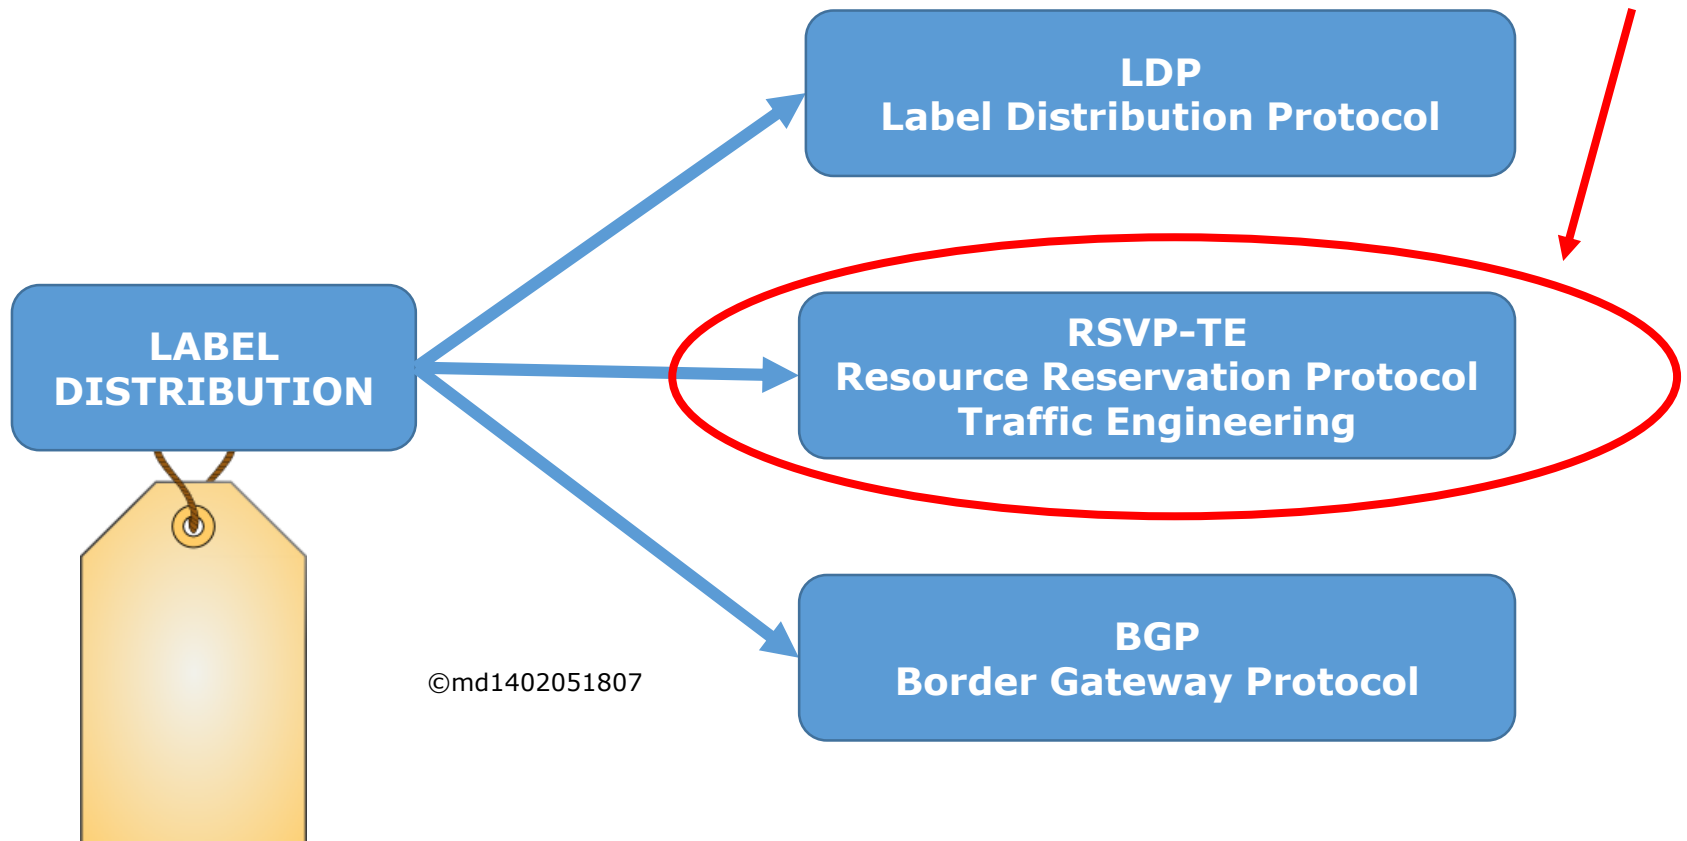 LDP
Label Distribution Protocol
LABEL
DISTRIBUTION
RSVP-TE
Resource Reservation Protocol
Traffic Engineering
BGP
Border Gateway Protocol
©md1402051807